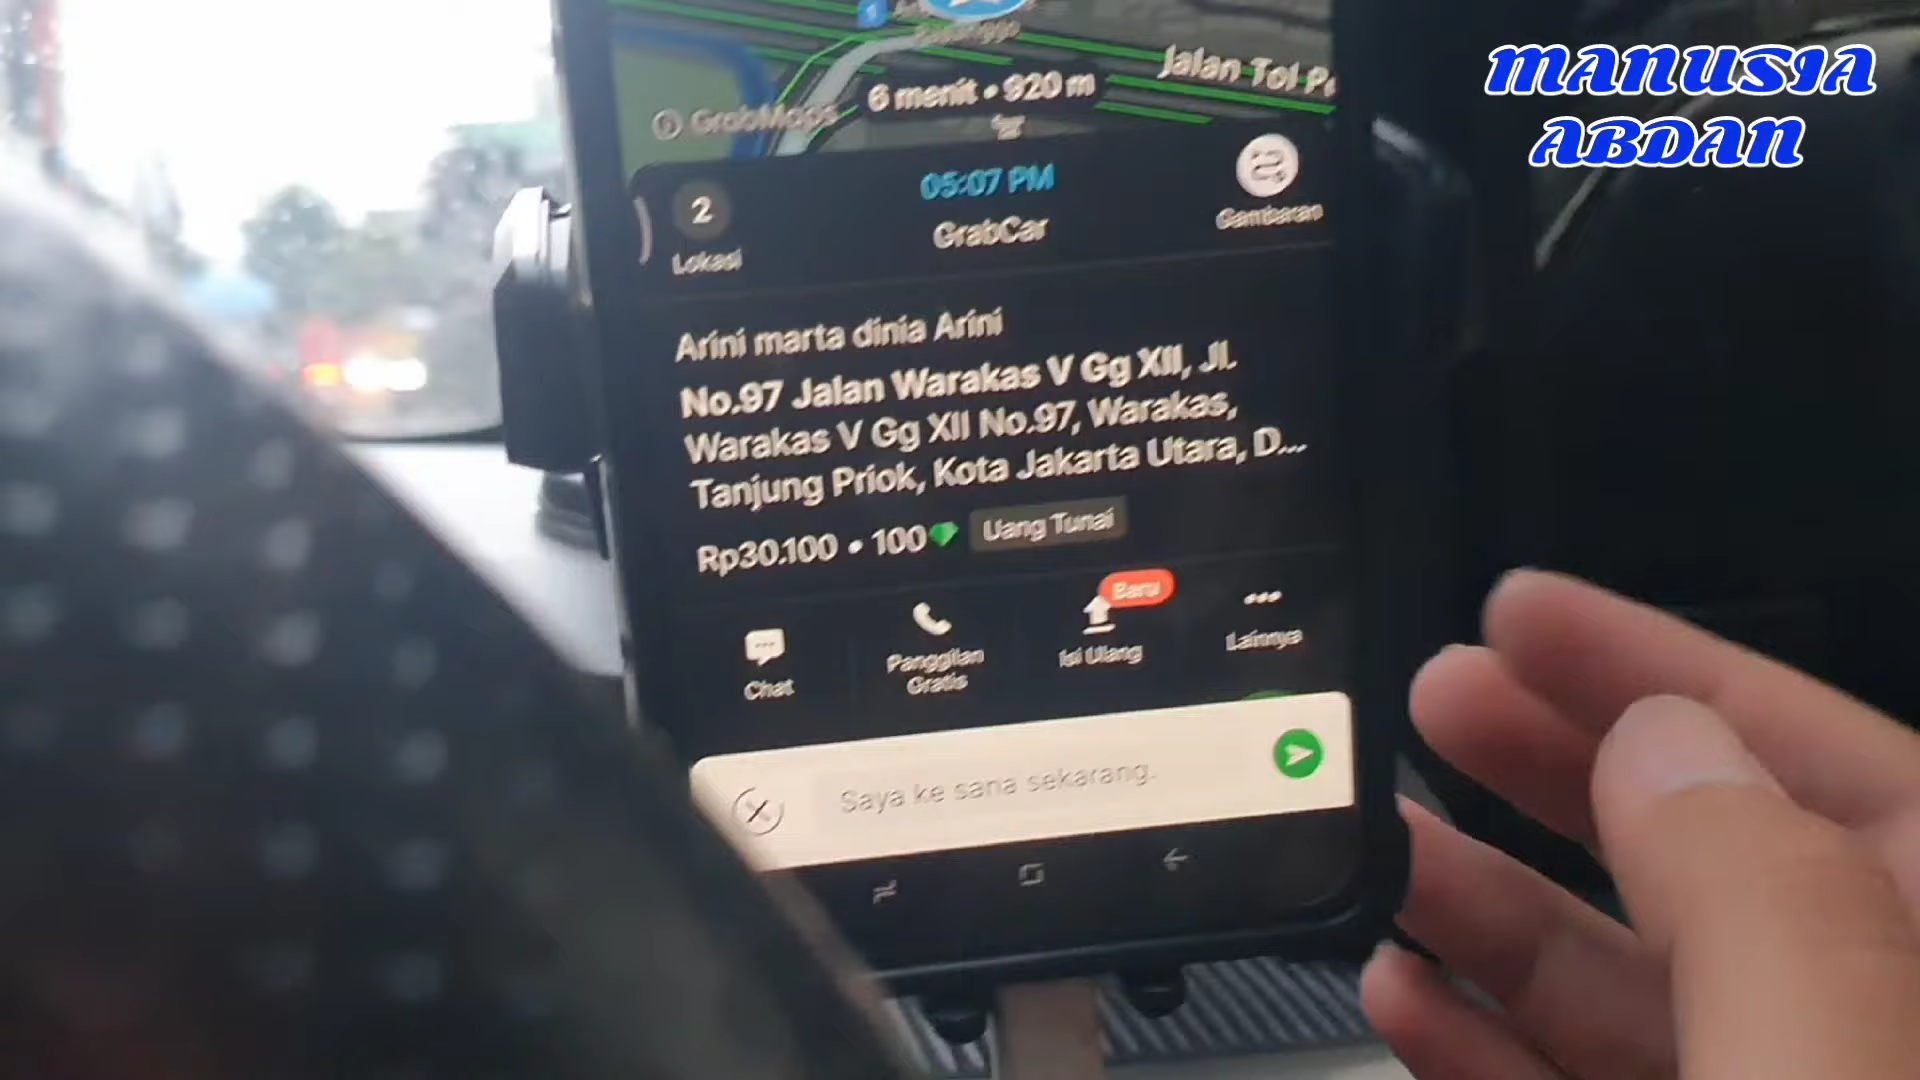 MANUSIA
ABDAN
Jalan Tol
6 menit • 920 m
GrabMaps
05:07 PM
2
GrabCar
Gambaran
Lokasi
Arini marta dinia Arini
No.97 Jalan Warakas V Gg XII, Jl.
Warakas V Gg XII No.97, Warakas,
Tanjung Priok, Kota Jakarta Utara, D...
Rp30.100 • 100 Uang Tunai
Baru
Chat
Panggilan
Gratis
Isi Ulang
Lainnya
Saya ke sana sekarang.